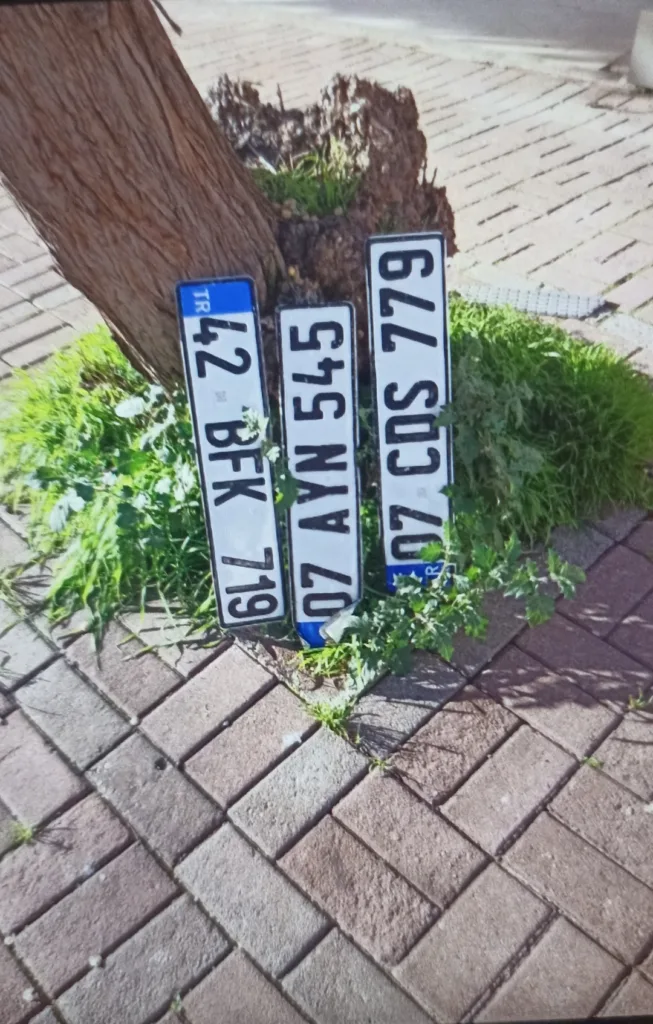 TR
42 BFK 719
07 AYN 545
TR
07 CDS 779